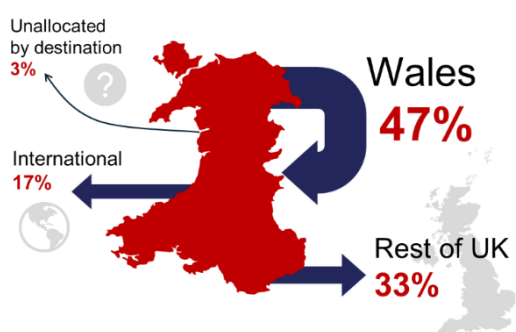 Unallocated
by destination
3%
?
Wales
47%
International
17%
Rest of UK
33%